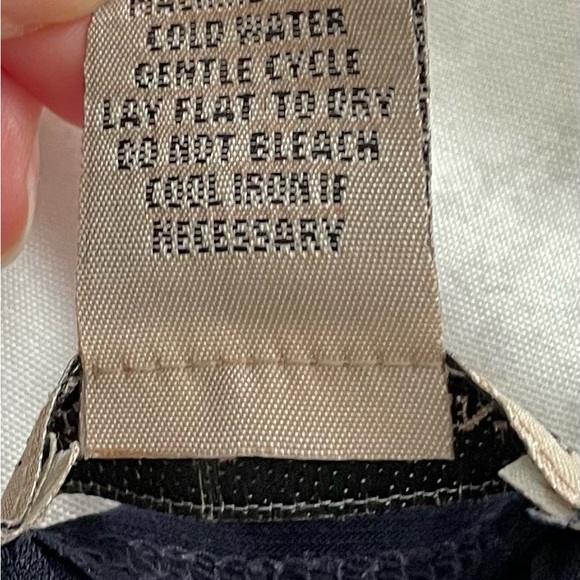 COLD WATER
GENTLE CYCLE
LAY FLAT TO DRY
DO NOT BLEACH
COOL IRON IF
NECESSARY